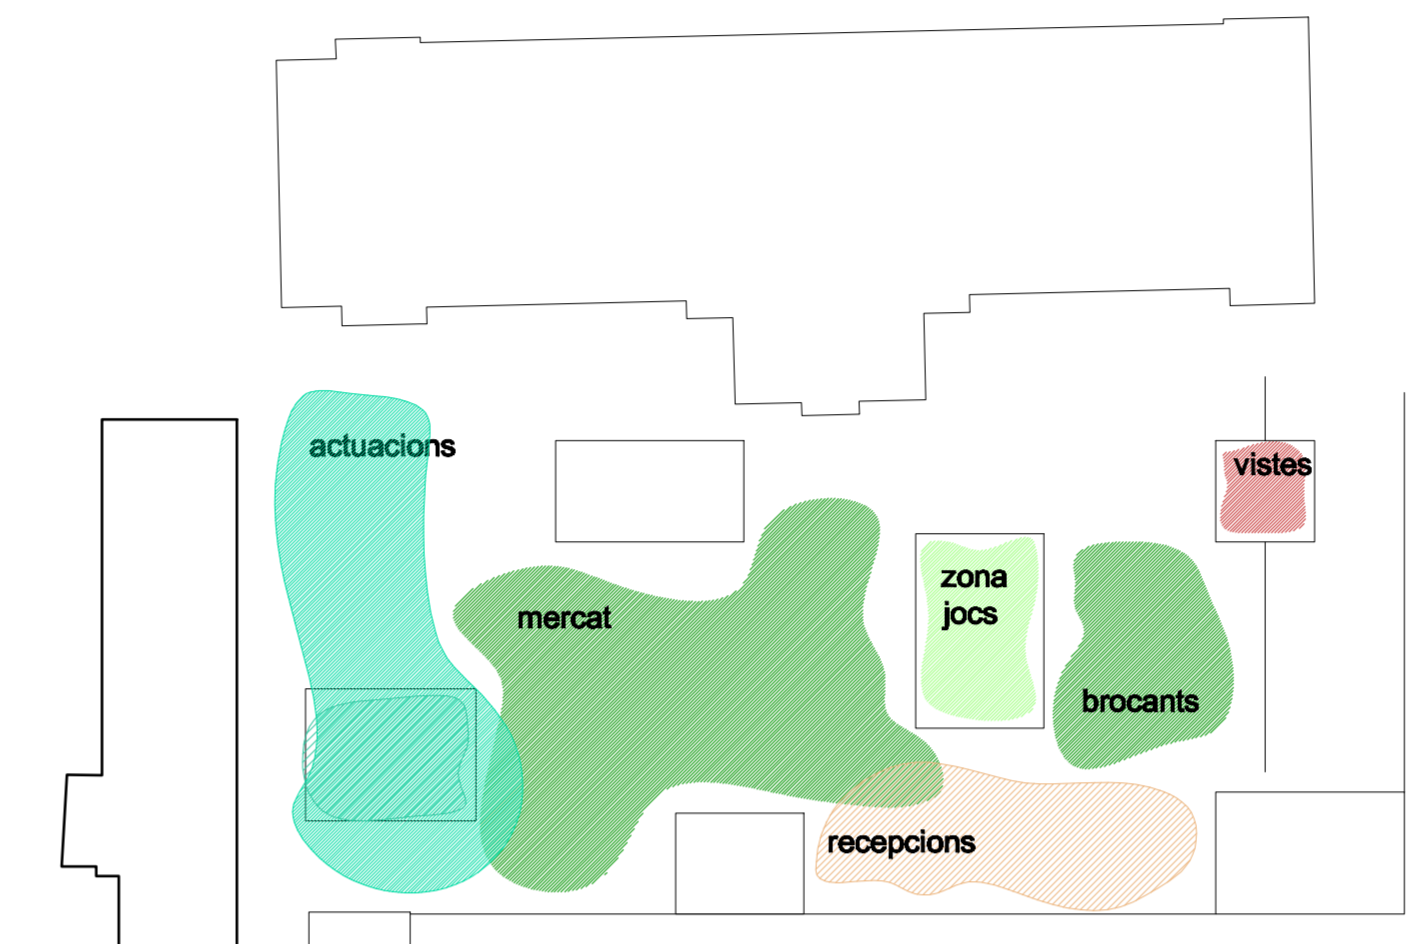 actuacions
vistes
zona
jocs
mercat
brocants
recepcions